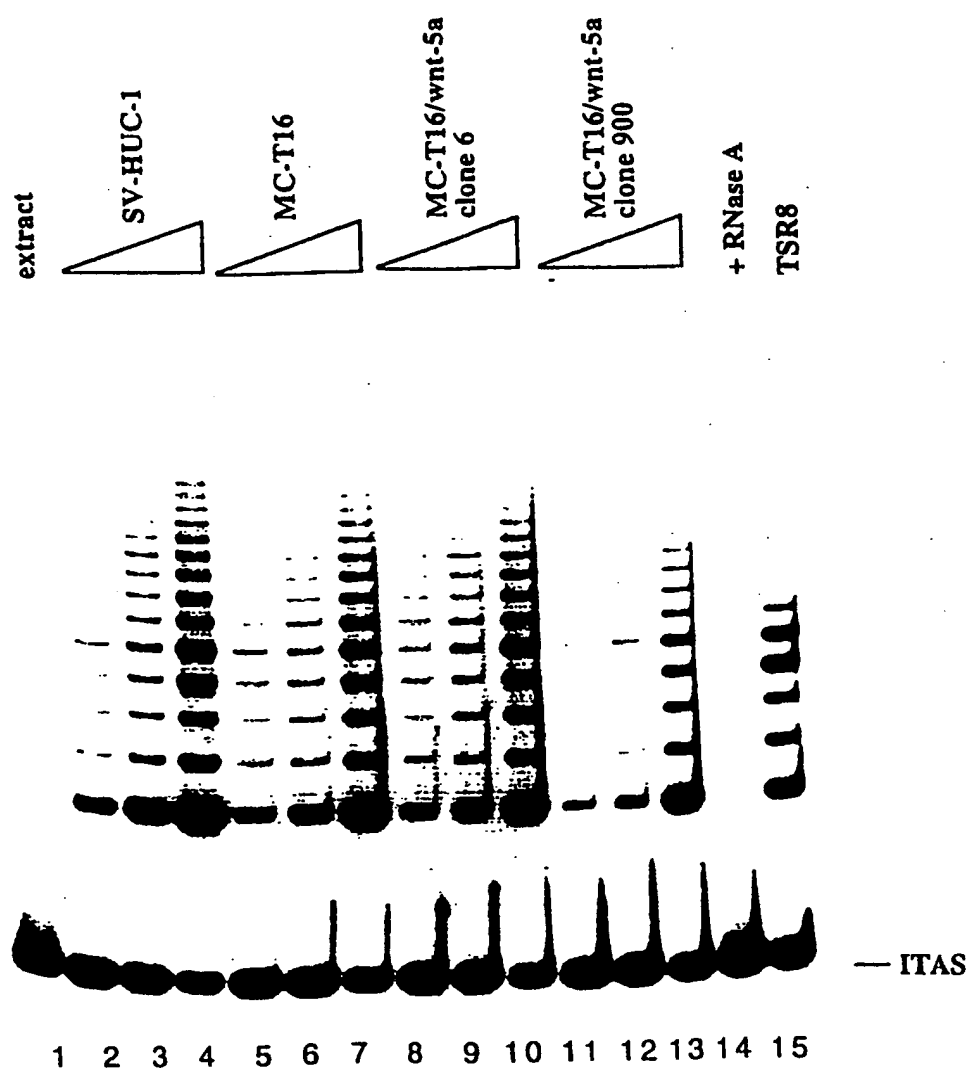 extract
SV-HUC-1
MC-T16
MC-T16/wnt-5a
clone 6
MC-T16/wnt-5a
clone 900
+ RNase A
TSR8
— ITAS
1 2 3 4 5 6 7 8 9 10 11 12 13 14 15